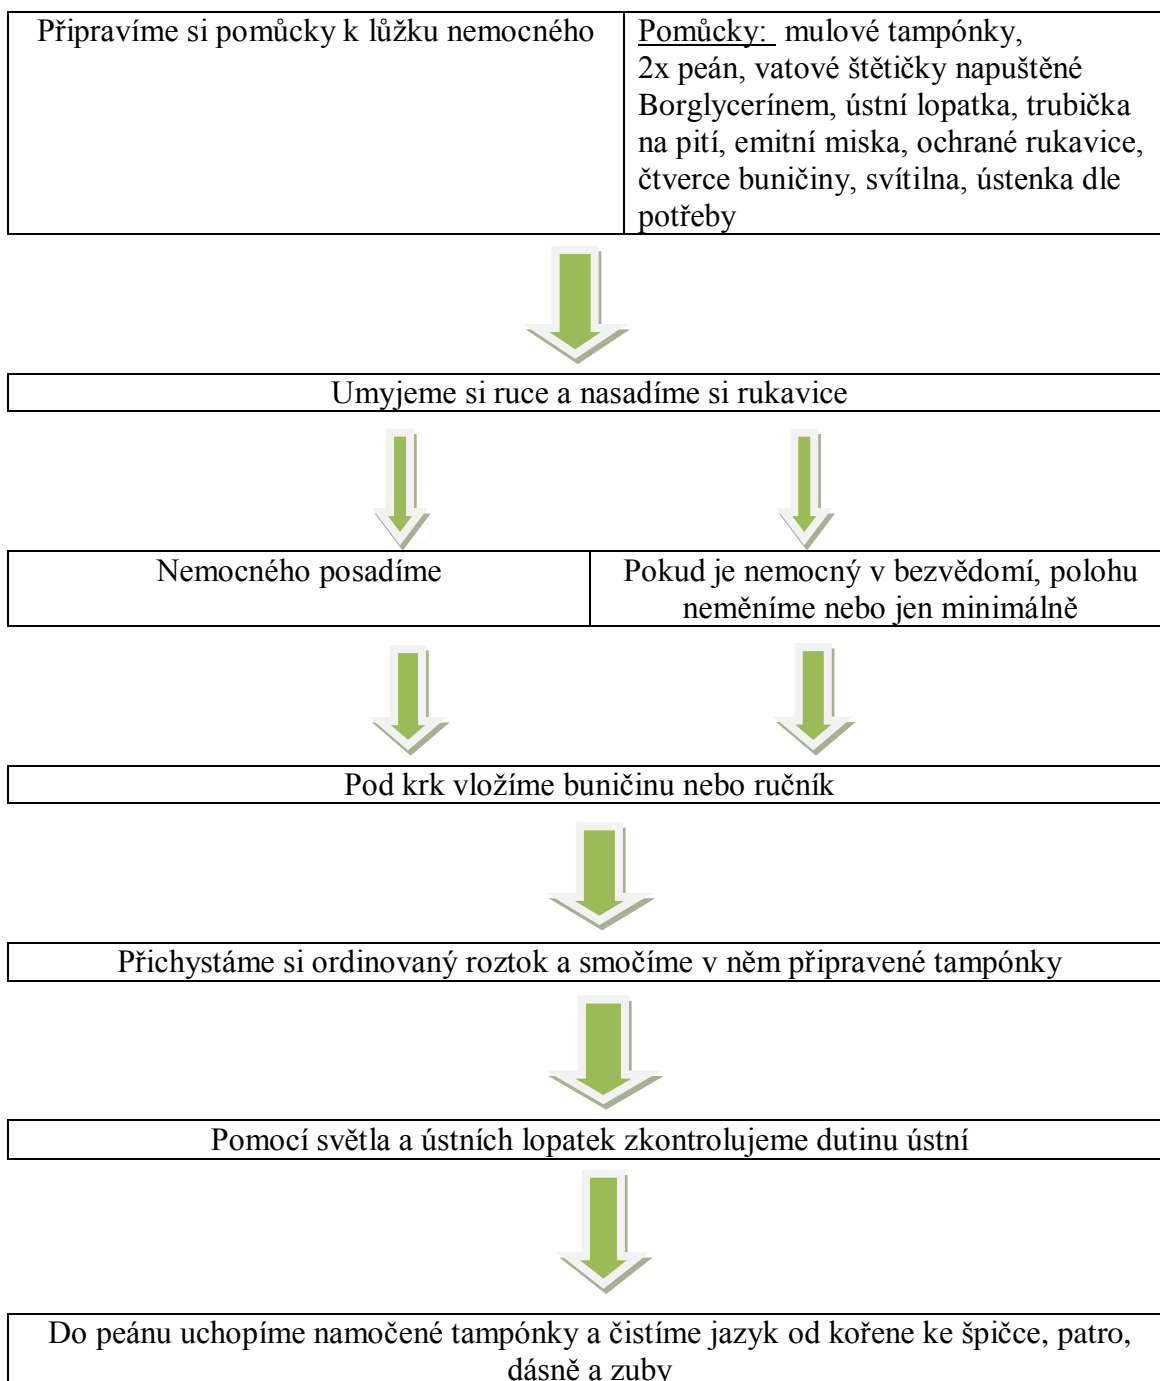 Připravíme si pomůcky k lůžku nemocného
Pomůcky: mulové tampónky,
2x peán, vatové štětičky napuštěné
Borglycerínem, ústní lopatka, trubička
na pití, emitní miska, ochrané rukavice,
čtverce buničiny, svítilna, ústenka dle
potřeby
Umyjeme si ruce a nasadíme si rukavice
Nemocného posadíme
Pokud je nemocný v bezvědomí, polohu
neměníme nebo jen minimálně
Pod krk vložíme buničinu nebo ručník
Přichystáme si ordinovaný roztok a smočíme v něm připravené tampónky
Pomocí světla a ústních lopatek zkontrolujeme dutinu ústní
Do peánu uchopíme namočené tampónky a čistíme jazyk od kořene ke špičce, patro,
dásně a zuby